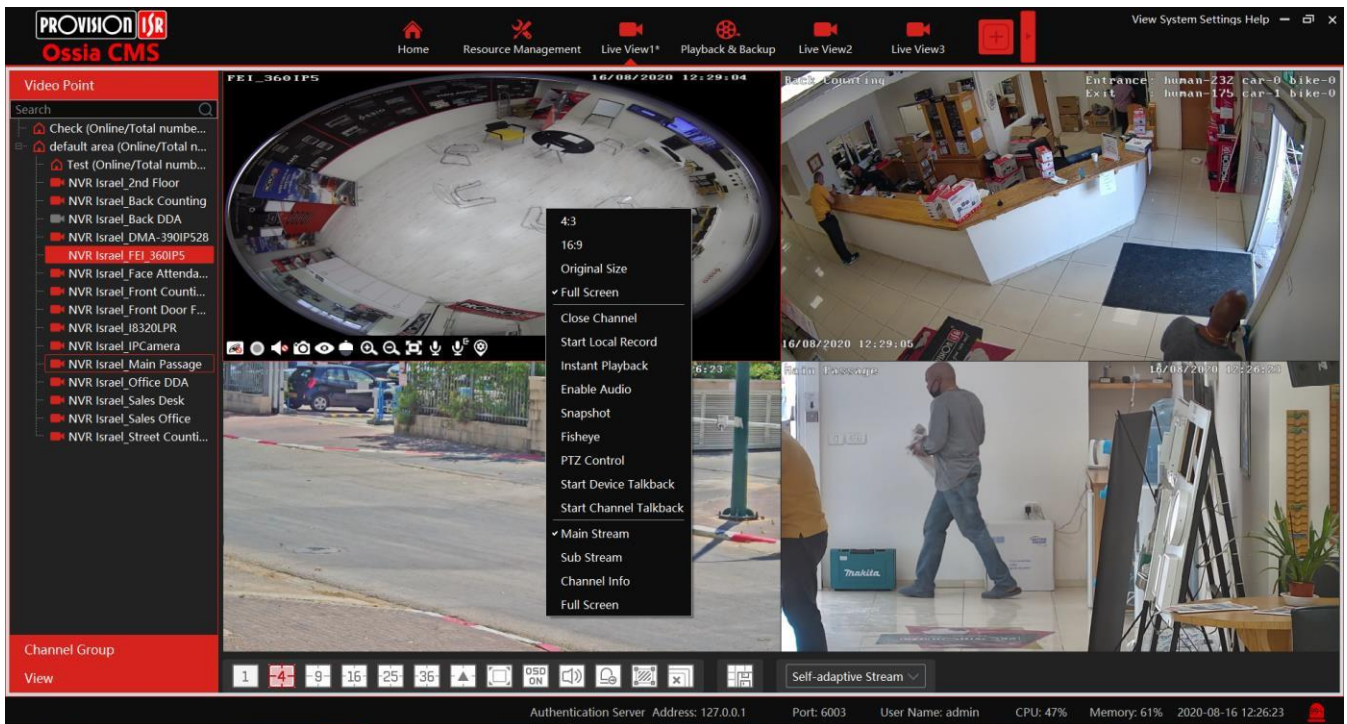 PROVISION ISR
Ossia CMS
Home
Resource Management
Live View1*
Playback & Backup
Live View2
Live View3
View System Settings Help
Video Point
Search
Check (Online/Total numbe...
default area (Online/Total n...
Test (Online/Total numb...
NVR Israel_2nd Floor
NVR Israel_Back Counting
NVR Israel_Back DDA
NVR Israel_DMA-390IP528
NVR Israel_FEI_360IP5
NVR Israel_Face Attenda...
NVR Israel_Front Counti...
NVR Israel_Front Door F...
NVR Israel_I8320LPR
NVR Israel_IPCamera
NVR Israel_Main Passage
NVR Israel_Office DDA
NVR Israel_Sales Desk
NVR Israel_Sales Office
NVR Israel_Street Counti...
Channel Group
View
FEI_360IP5
16/08/2020 12:29:04
Back Counting
Entrance: human-232 car-0 bike-0
Exit : human-175 car-1 bike-0
16/08/2020 12:29:05
6:23
Main Passage
16/08/2020 12:26:23
Makita
4:3
16:9
Original Size
Full Screen
Close Channel
Start Local Record
Instant Playback
Enable Audio
Snapshot
Fisheye
PTZ Control
Start Device Talkback
Start Channel Talkback
Main Stream
Sub Stream
Channel Info
Full Screen
1
4
9
16
25
36
OSD
ON
Self-adaptive Stream
Authentication Server Address: 127.0.0.1
Port: 6003
User Name: admin
CPU: 47%
Memory: 61%
2020-08-16 12:26:23